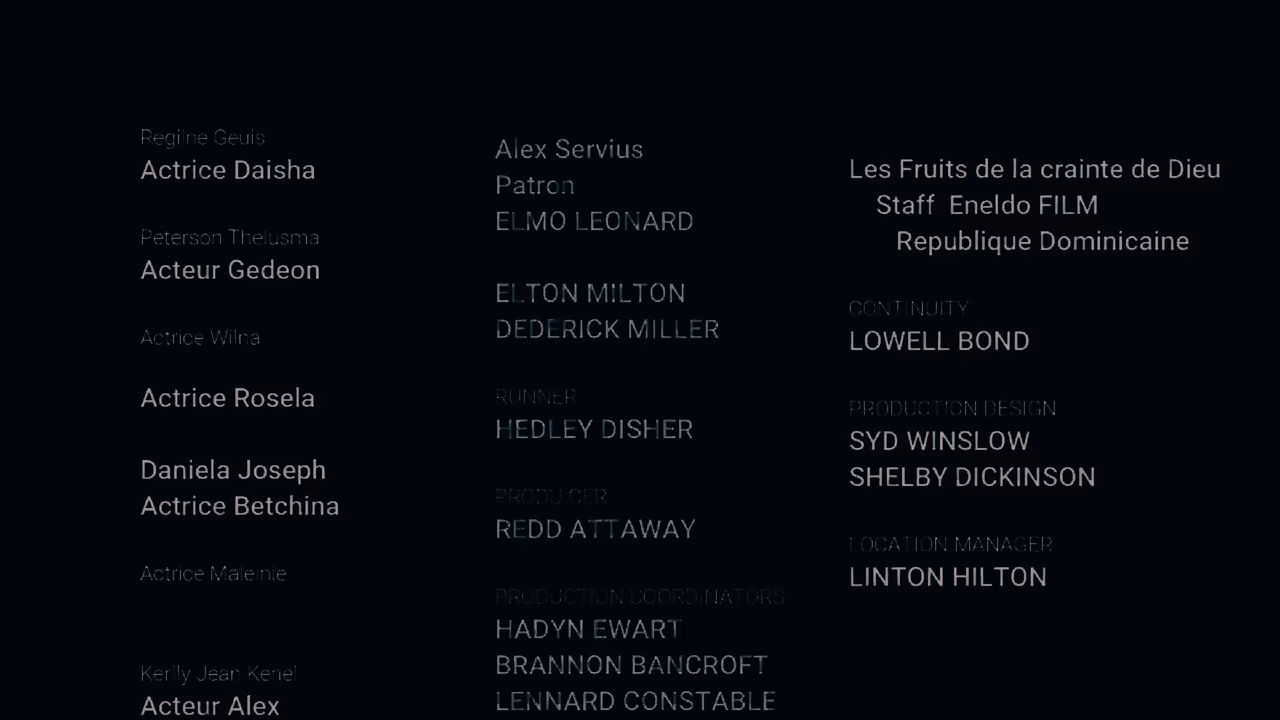 Regilne Geuis
Actrice Daisha
Peterson Thelusma
Acteur Gedeon
Actrice Wilna
Actrice Rosela
Daniela Joseph
Actrice Betchina
Actrice Maleinie
Kerlly Jean Kenel
Acteur Alex
Alex Servius
Patron
ELMO LEONARD
ELTON MILTON
DEDERICK MILLER
RUNNER
HEDLEY DISHER
PRODUCER
REDD ATTAWAY
PRODUCTION COORDINATORS
HADYN EWART
BRANNON BANCROFT
LENNARD CONSTABLE
Les Fruits de la crainte de Dieu
Staff Eneldo FILM
Republique Dominicaine
CONTINUITY
LOWELL BOND
PRODUCTION DESIGN
SYD WINSLOW
SHELBY DICKINSON
LOCATION MANAGER
LINTON HILTON